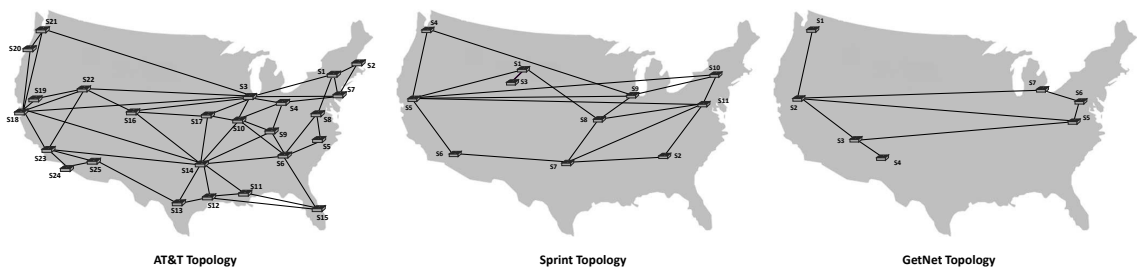 S21
S20
S22
S19
S18
S23
S24
S25
S16
S3
S17
S10
S4
S9
S14
S6
S13
S12
S11
S15
S1
S2
S7
S8
S5
AT&T Topology
S4
S1
S3
S5
S6
S9
S8
S7
S10
S11
S2
Sprint Topology
S1
S2
S3
S4
S7
S6
S5
GetNet Topology